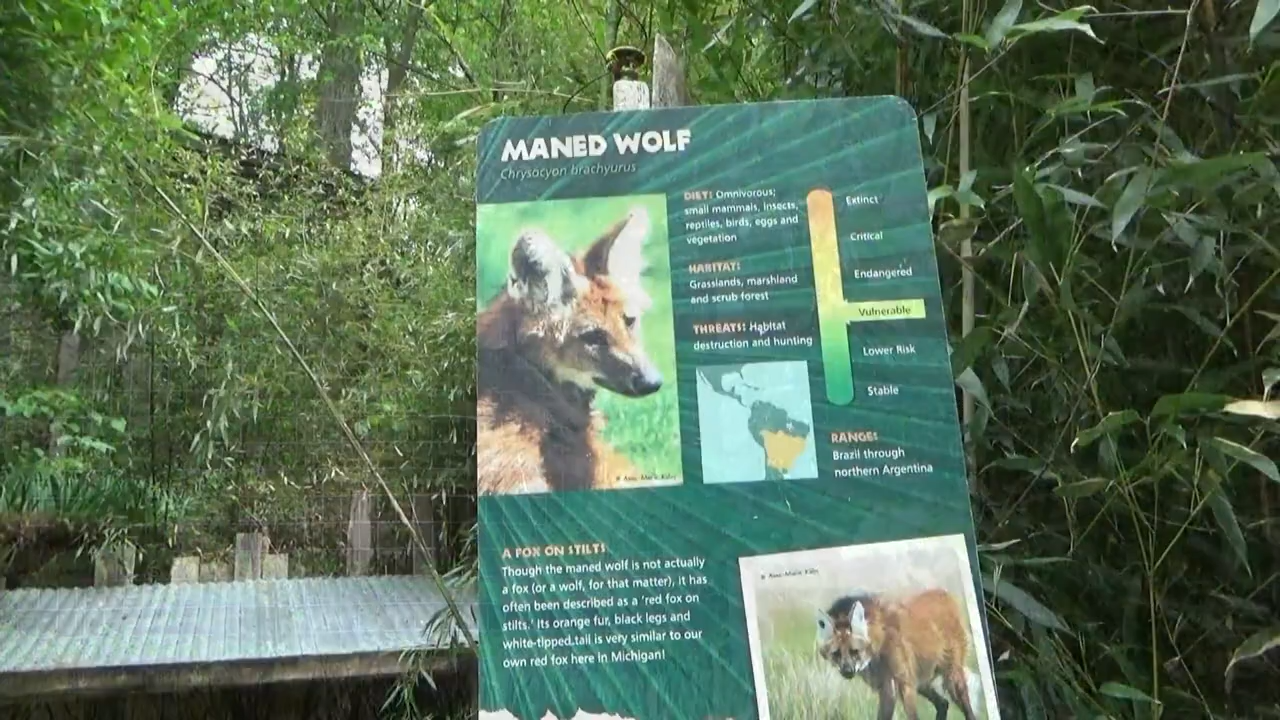 MANED WOLF
Chrysocyon brachyurus
DIET: Omnivorous;
small mammals, insects,
reptiles, birds, eggs and
vegetation
HABITAT:
Grasslands, marshland
and scrub forest
THREATS: Habitat
destruction and hunting
Extinct
Critical
Endangered
Vulnerable
Lower Risk
Stable
RANGE:
Brazil through
northern Argentina
A FOX ON STILTS
Though the maned wolf is not actually
a fox (or a wolf, for that matter), it has
often been described as a 'red fox on
stilts.' Its orange fur, black legs and
white-tipped tail is very similar to our
own red fox here in Michigan!